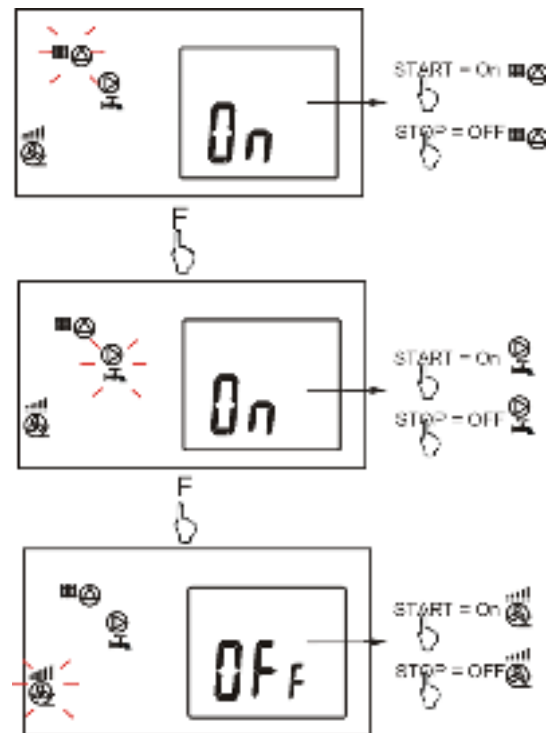 On
START = On
STOP = OFF
F
On
START = On
STOP = OFF
F
OFF
START = On
STOP = OFF